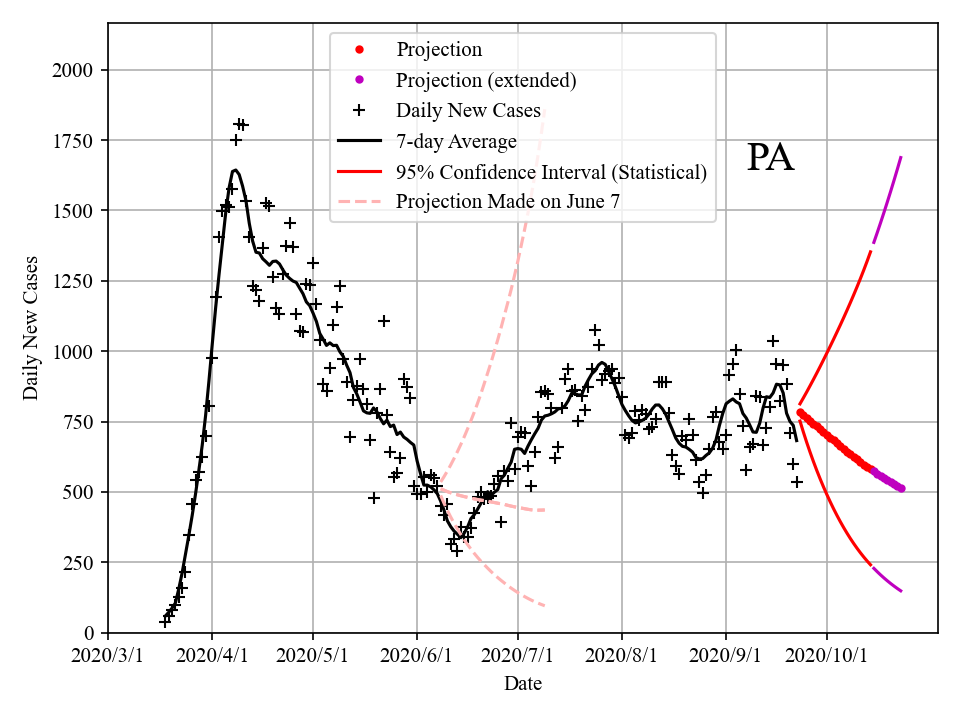 Projection
Projection (extended)
Daily New Cases
7-day Average
95% Confidence Interval (Statistical)
Projection Made on June 7
PA
Daily New Cases
2000
1750
1500
1250
1000
750
500
250
0
2020/3/1 2020/4/1 2020/5/1 2020/6/1 2020/7/1 2020/8/1 2020/9/1 2020/10/1
Date